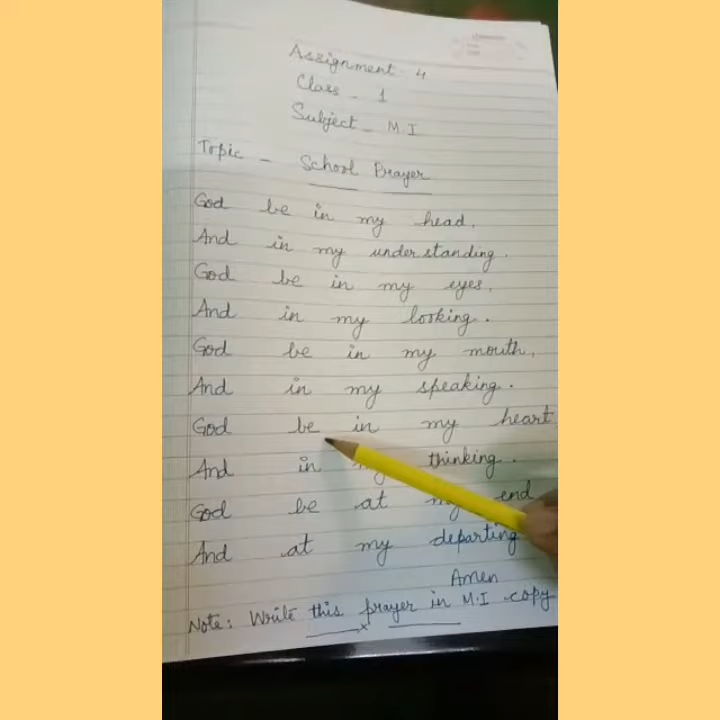 Assignment - 4
Class - 1
Subject - M.I
Topic - School Prayer
God be in my head,
And in my understanding.
God be in my eyes,
And in my looking.
God be in my mouth,
And in my speaking.
God be in my heart
And in my thinking.
God be at my end
And at my departing
Amen
Note: Write this prayer in M.I copy